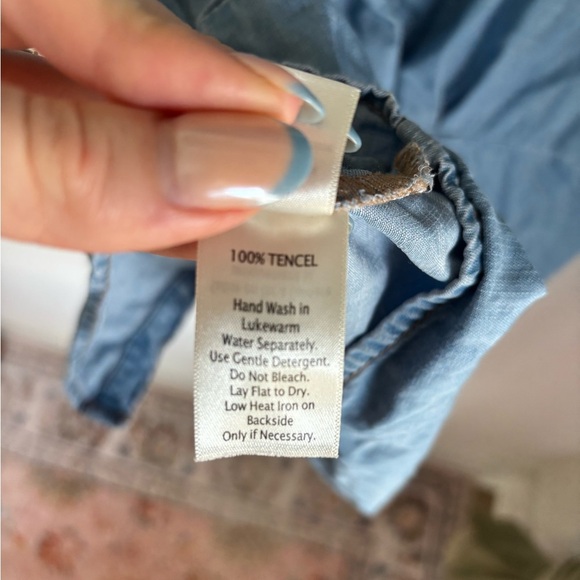 100% TENCEL
Hand Wash in
Lukewarm
Water Separately.
Use Gentle Detergent.
Do Not Bleach.
Lay Flat to Dry.
Low Heat Iron on
Backside
Only if Necessary.